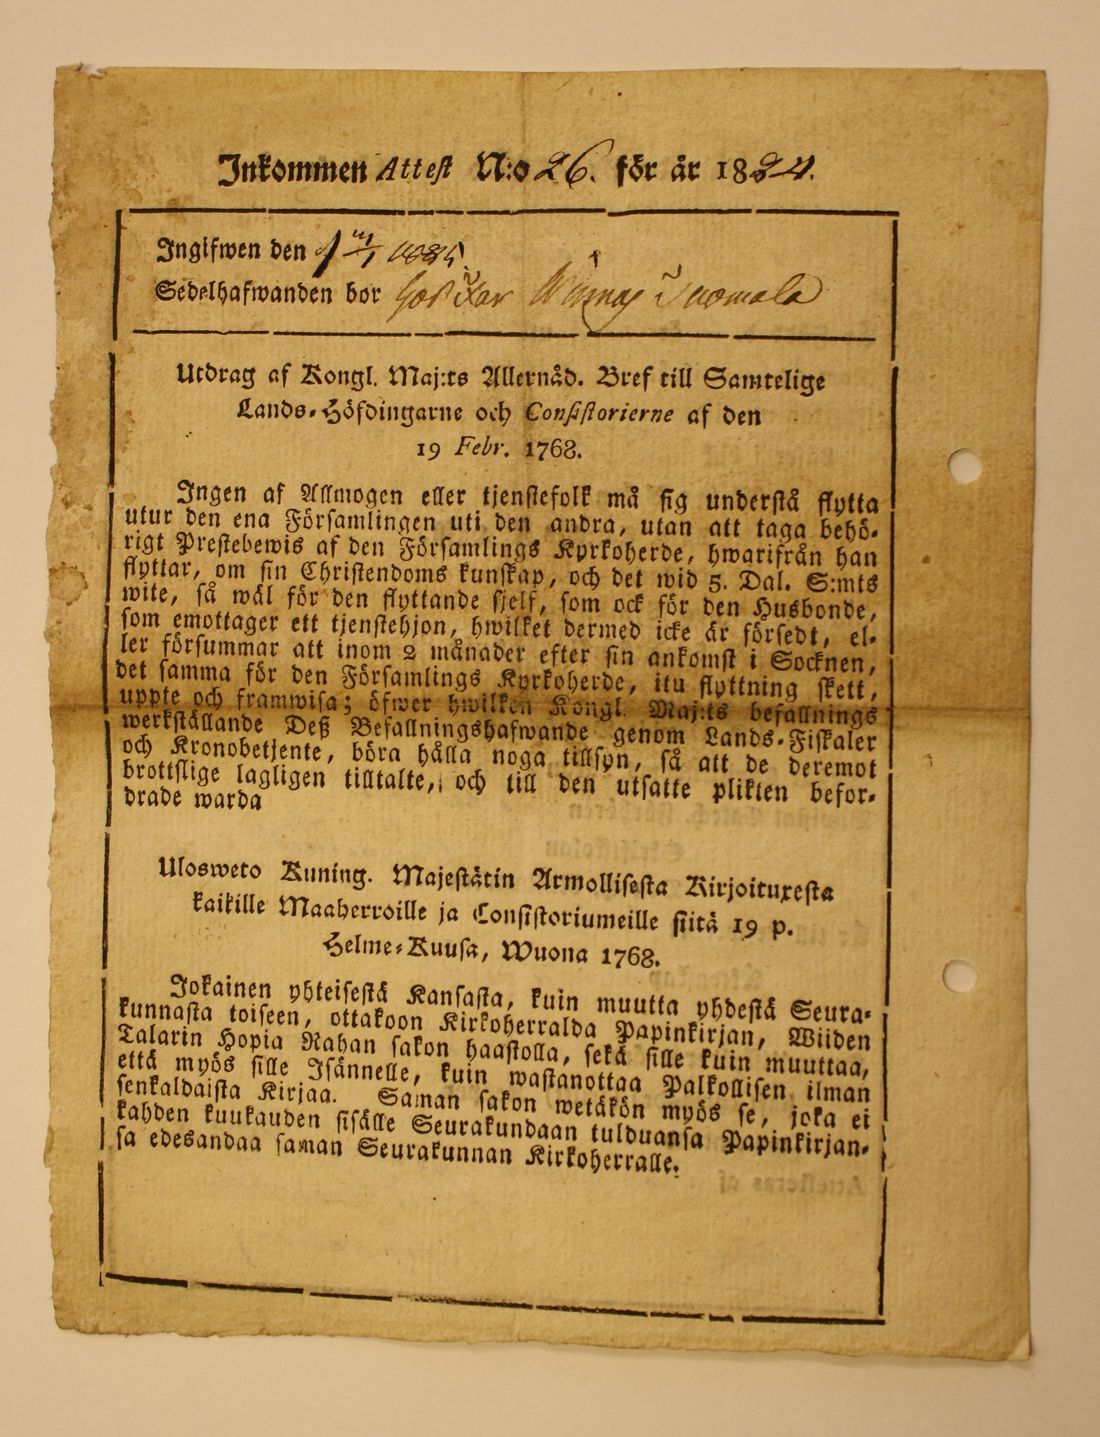 Inkommen Attest N:o 26. för år 1824.
Ingifwen den 1835.
Sedelhafwanden bor hos Far
Utdrag af Kongl. Maj:ts Allernåd. Bref till Samtelige
Lands-Höfdingarne och Consistorierne af den
19 Febr. 1768.
Ingen af Allmogen eller tjenstefolk må sig understå flytta
utur den ena Församlingen uti den andra, utan att taga behö-
rigt Prestebewis af den Församlings Kyrkoherde, hwarifrån han
flyttar, om sin Christendoms kunskap, och det wid 5. Dal. S:mts
wite, så wäl för den flyttande sjelf, som ock för den Husbonde,
som emottager ett tjenstehjon, hwilket dermed icke är försedt, el-
ler försummar att inom 2 månader efter sin ankomst i Socknen,
det samma för den Församlings Kyrkoherde, itu flyttning skett,
uppte och framwisa; öfwer hwilken Kongl. Maj:ts befallnings
werkställande Deß Befallningshafwande genom Lands-Fiskaler
och Kronobetjente, böra hålla noga tillsyn, så att de deremot
brottslige lagligen tilltalte, och till den utsatte plikten befor-
drade warda
Ulosweto Kuning. Majestätin Armollisesta Kirjoituxesta
kaikille Maaherroille ja Consistoriumeille siitä 19 p.
Helme-Kuusa, Wuona 1768.
Jokainen yhteisestä Kansasta, kuin muutta yhdestä Seura-
kunnasta toiseen, ottakoon Kirkoherralda Papinkirjan, Wiiden
Talarin Hopia Rahan sakon haastolla, sekä sille kuin muuttaa,
että myös sille Isännelle, kuin wastanottaa Palkollisen ilman
senkaldaista Kirjaa. Saman sakon wetäkön myös se, joka ei
kahden kuukauden sisälle Seurakundaan tulduansa Papinkirjan-
sa edesandaa saman Seurakunnan Kirkoherralle.